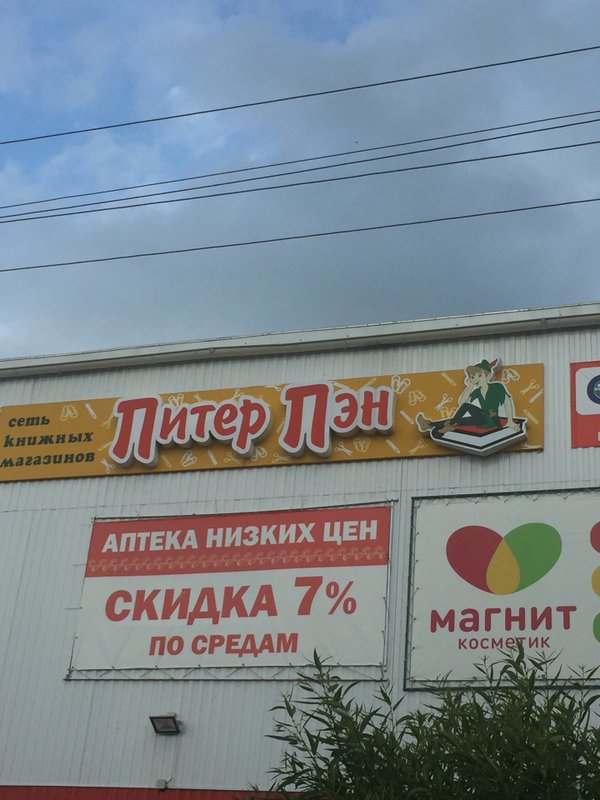 сеть
книжных
магазинов
Питер Пэн
АПТЕКА НИЗКИХ ЦЕН
СКИДКА 7%
ПО СРЕДАМ
МАГНИТ
КОСМЕТИК